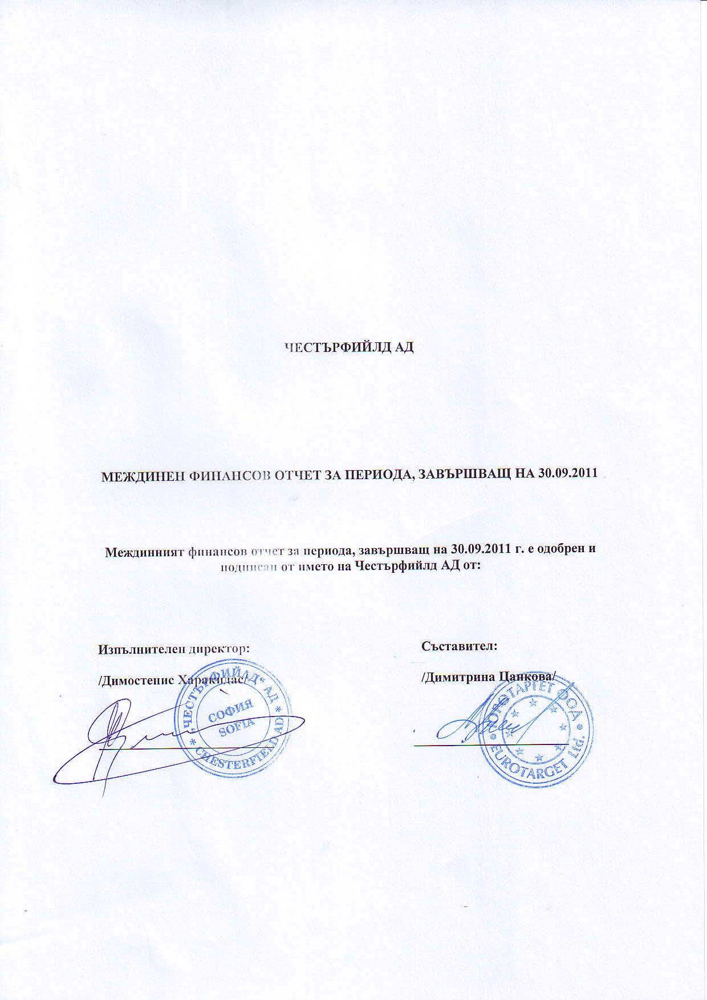 ЧЕСТЪРФИЙЛД АД
МЕЖДИНЕН ФИНАНСОВ ОТЧЕТ ЗА ПЕРИОДА, ЗАВЪРШВАЩ НА 30.09.2011
Междинният финансов отчет за периода, завършващ на 30.09.2011 г. е одобрен и
подписан от името на Честърфийлд АД от:
Изпълнителен директор:
/Димостенис Харакидас/
„ЧЕСТЪРФИЙЛД“ АД
СОФИЯ
SOFIA
* CHESTERFIELD AD *
Съставител:
/Димитрина Цанкова/
ЮРОТАРГЕТ ФОД
EUROTARGET Ltd.